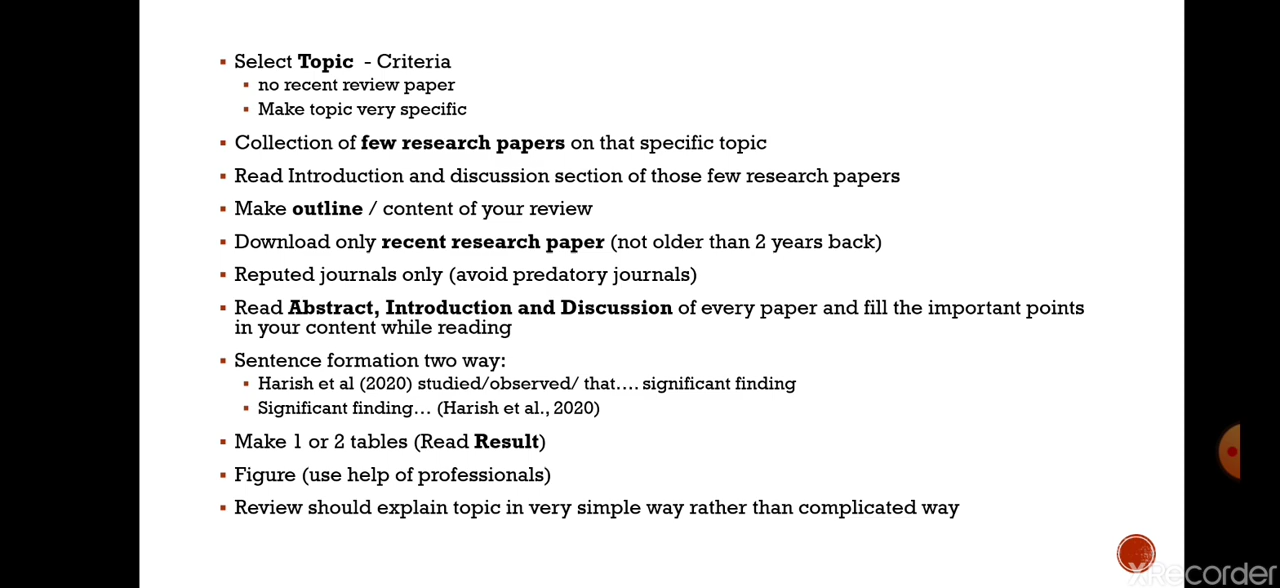 ▪ Select Topic - Criteria
▪ no recent review paper
▪ Make topic very specific
▪ Collection of few research papers on that specific topic
▪ Read Introduction and discussion section of those few research papers
▪ Make outline / content of your review
▪ Download only recent research paper (not older than 2 years back)
▪ Reputed journals only (avoid predatory journals)
▪ Read Abstract, Introduction and Discussion of every paper and fill the important points
in your content while reading
▪ Sentence formation two way:
▪ Harish et al (2020) studied/observed/ that.... significant finding
▪ Significant finding... (Harish et al., 2020)
▪ Make 1 or 2 tables (Read Result)
▪ Figure (use help of professionals)
▪ Review should explain topic in very simple way rather than complicated way
XRecorder